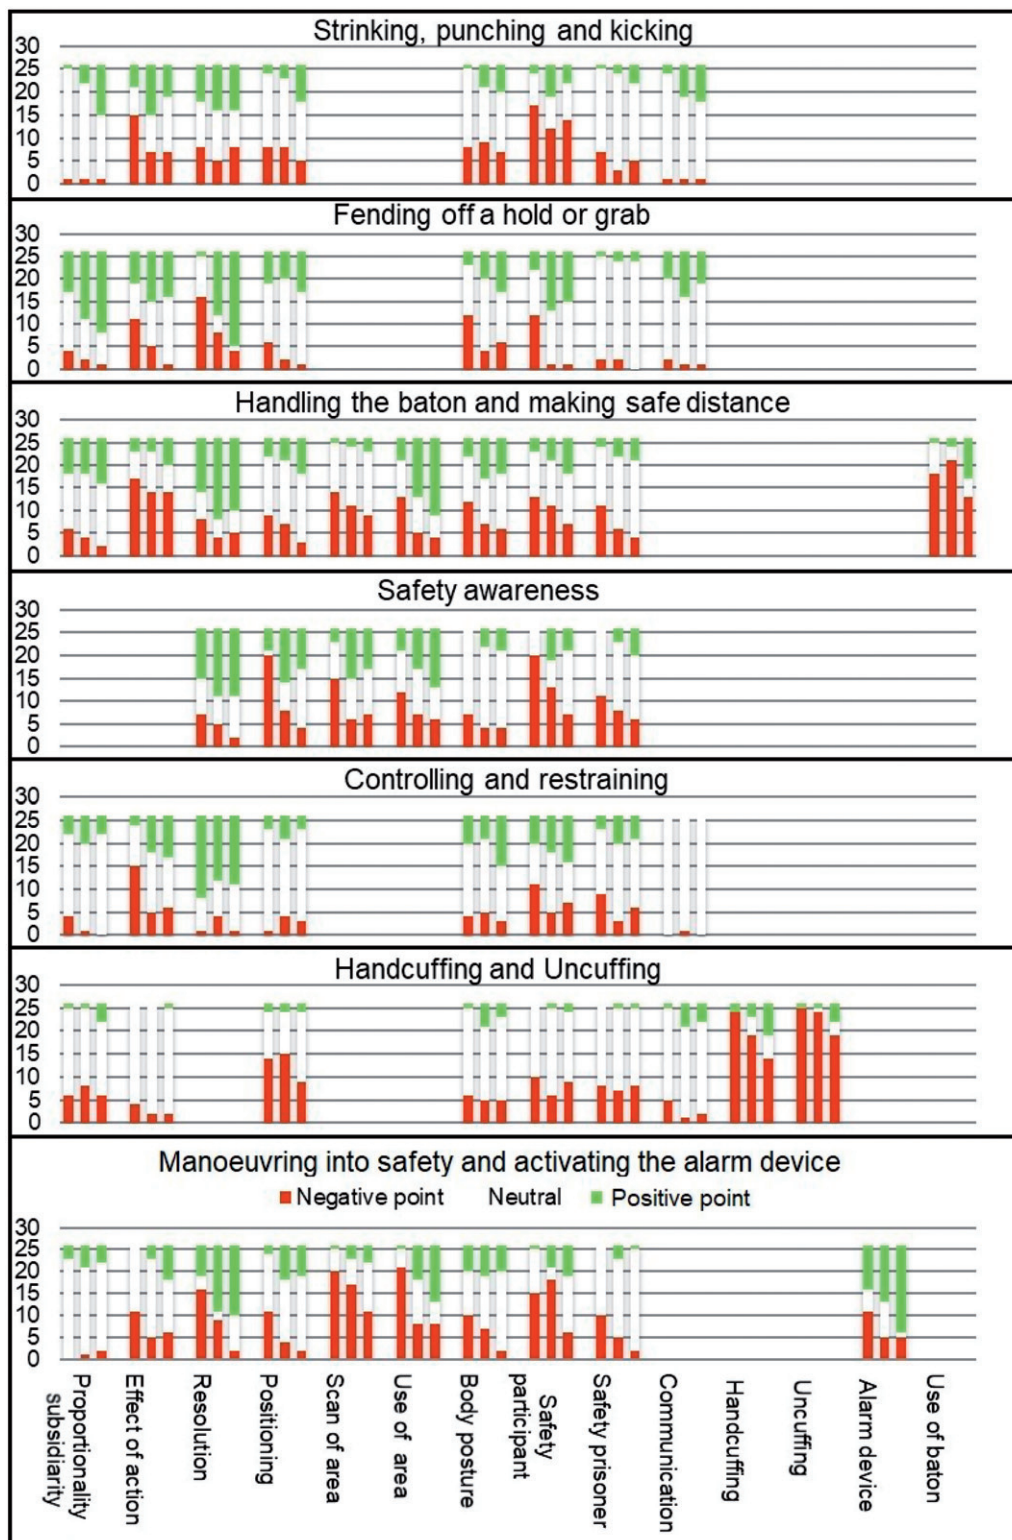 Strinking, punching and kicking
30
25
20
15
10
5
0
Fending off a hold or grab
30
25
20
15
10
5
0
Handling the baton and making safe distance
30
25
20
15
10
5
0
Safety awareness
30
25
20
15
10
5
0
Controlling and restraining
30
25
20
15
10
5
0
Handcuffing and Uncuffing
30
25
20
15
10
5
0
Manoeuvring into safety and activating the alarm device
Negative point Neutral Positive point
30
25
20
15
10
5
0
Proportionality
subsidiarity
Effect of action
Resolution
Positioning
Scan of area
Use of area
Body posture
Safety
participant
Safety prisoner
Communication
Handcuffing
Uncuffing
Alarm device
Use of baton